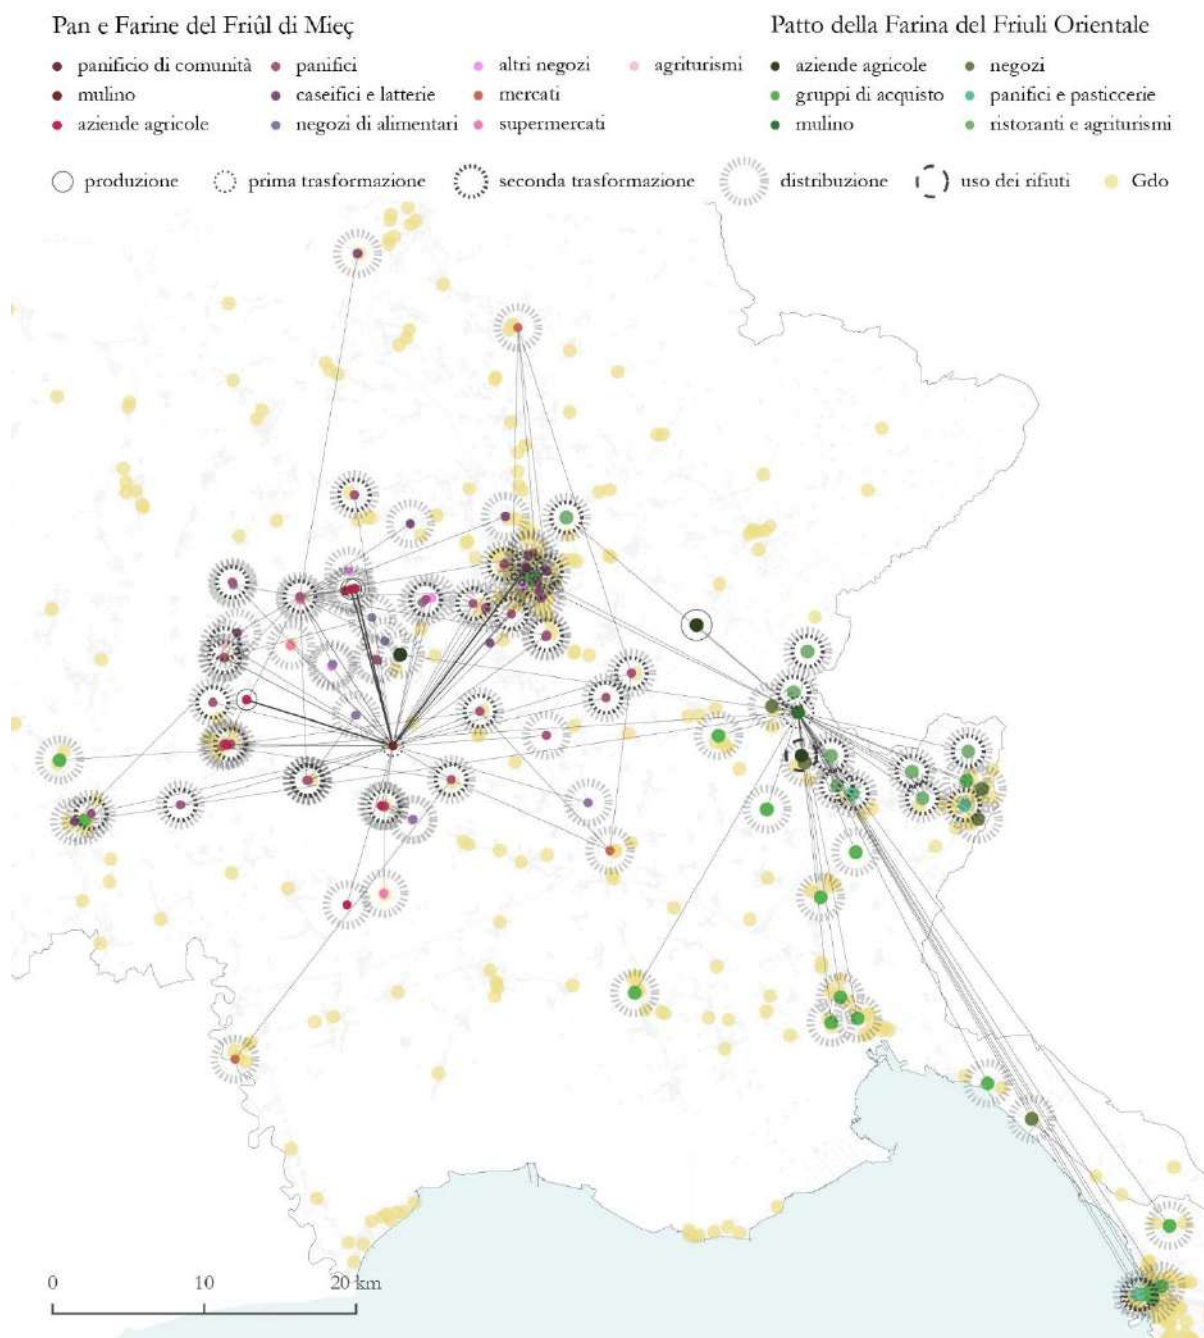 Pan e Farine del Friûl di Mieç
Patto della Farina del Friuli Orientale
panificio di comunità panifici altri negozi agriturismi
mulino caseifici e latterie mercati
aziende agricole negozi di alimentari supermercati
aziende agricole negozi
gruppi di acquisto panifici e pasticcerie
mulino ristoranti e agriturismi
produzione prima trasformazione seconda trasformazione distribuzione uso dei rifiuti Gdo
0 10 20 km